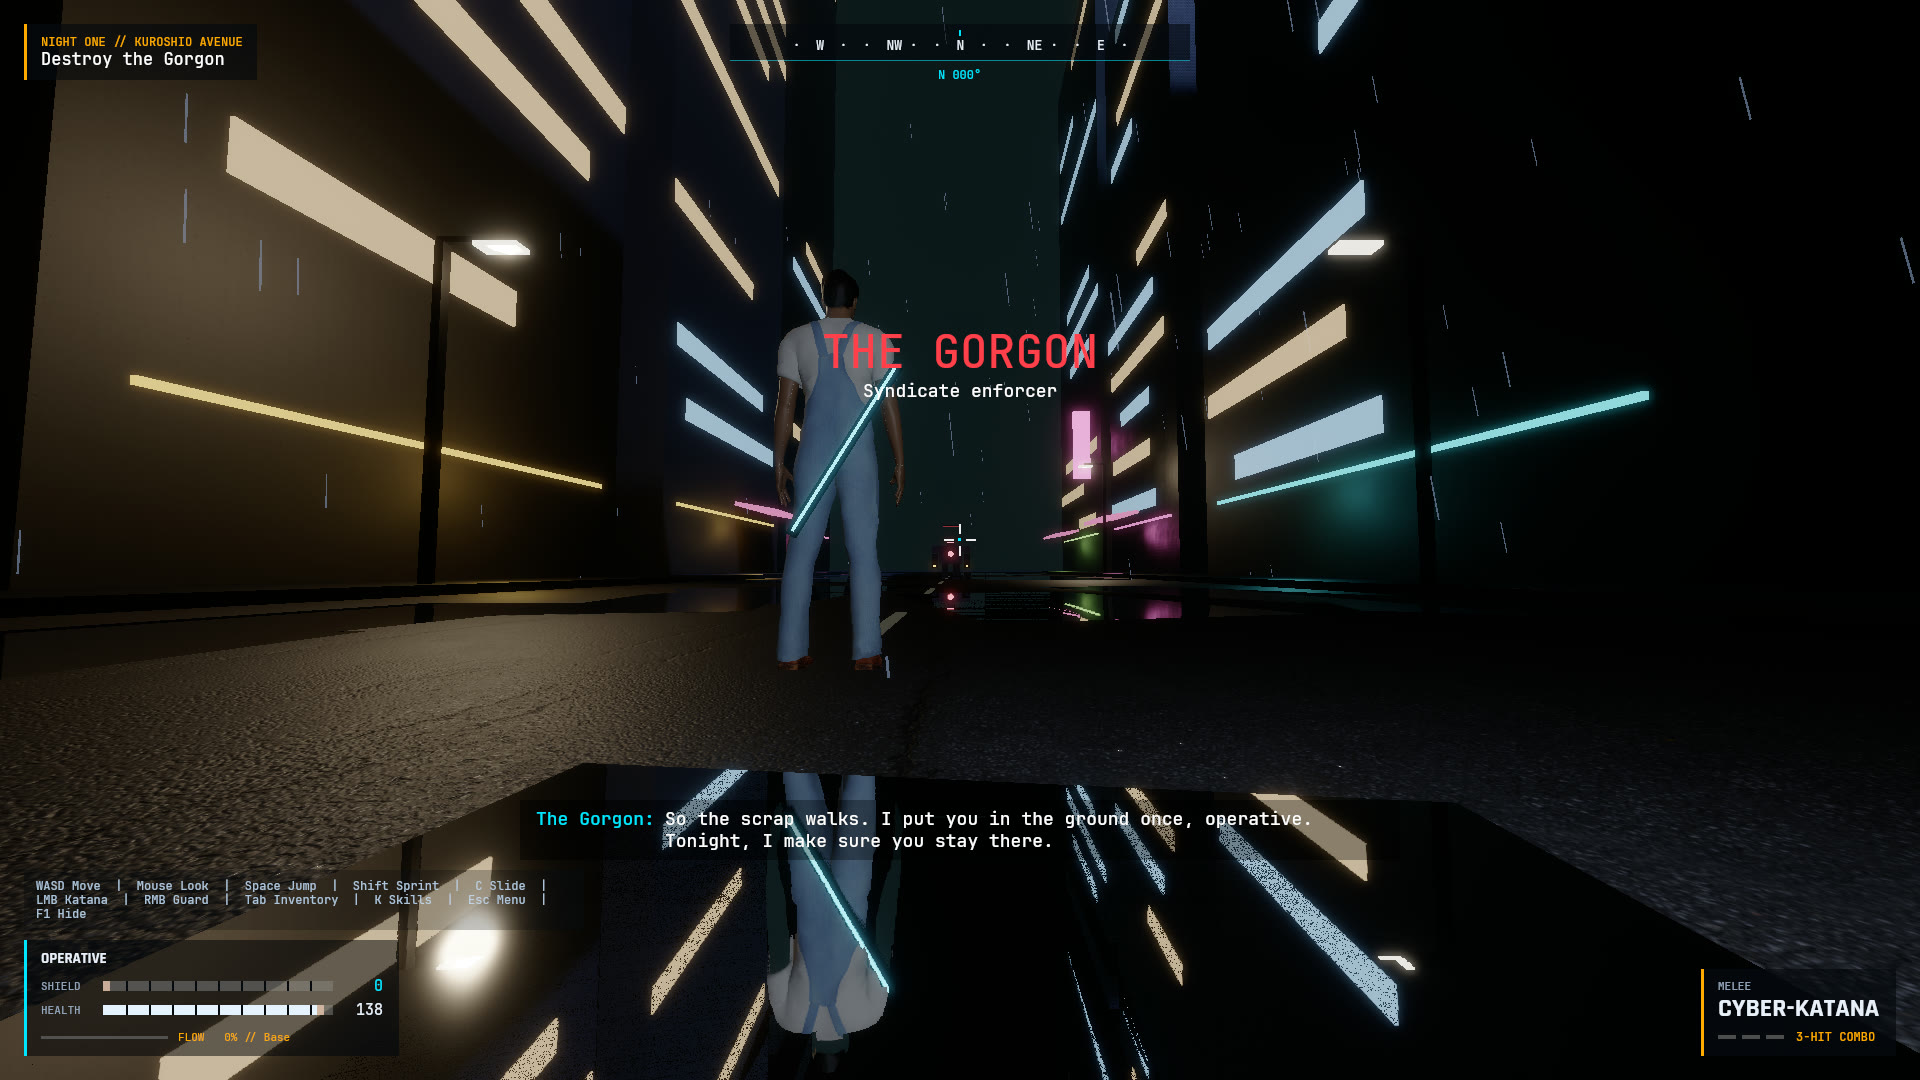 NIGHT ONE // KUROSHIO AVENUE
Destroy the Gorgon
· W · · NW · · N · · NE · · E ·
N 000°
THE GORGON
Syndicate enforcer
The Gorgon: So the scrap walks. I put you in the ground once, operative.
Tonight, I make sure you stay there.
WASD Move | Mouse Look | Space Jump | Shift Sprint | C Slide |
LMB Katana | RMB Guard | Tab Inventory | K Skills | Esc Menu |
F1 Hide
OPERATIVE
SHIELD 0
HEALTH 138
FLOW 0% // Base
MELEE
CYBER-KATANA
3-HIT COMBO